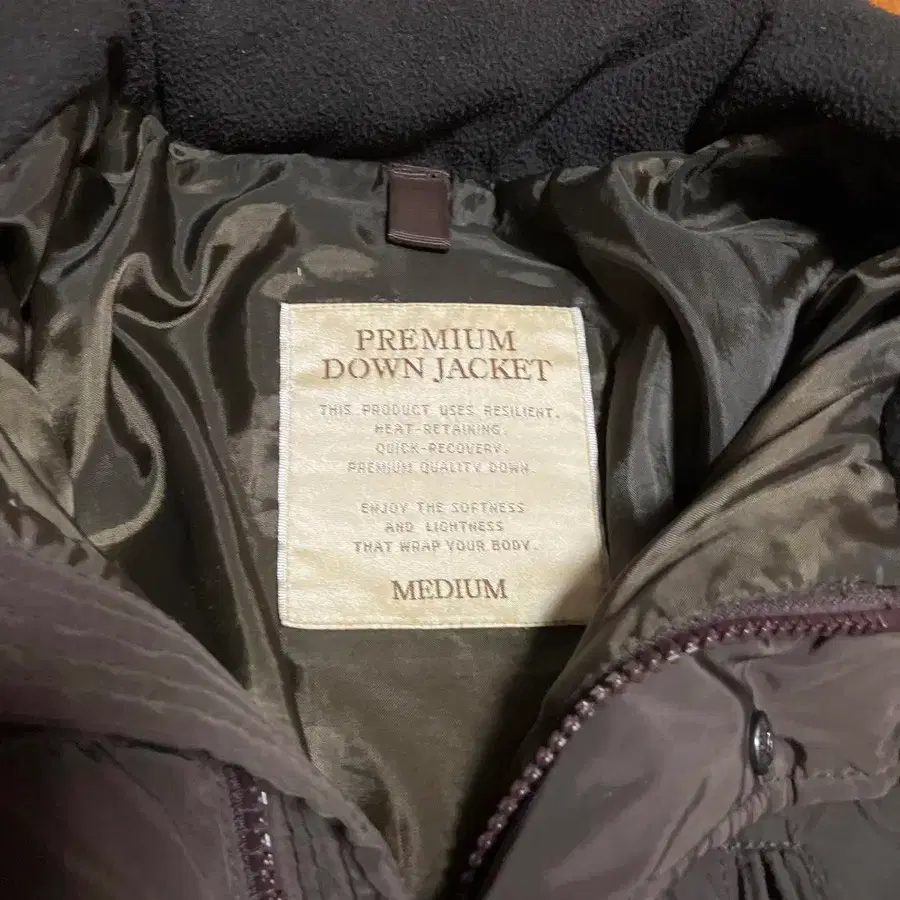 PREMIUM
DOWN JACKET
THIS PRODUCT USES RESILIENT,
HEAT-RETAINING,
QUICK-RECOVERY,
PREMIUM QUALITY DOWN.
ENJOY THE SOFTNESS
AND LIGHTNESS
THAT WRAP YOUR BODY.
MEDIUM